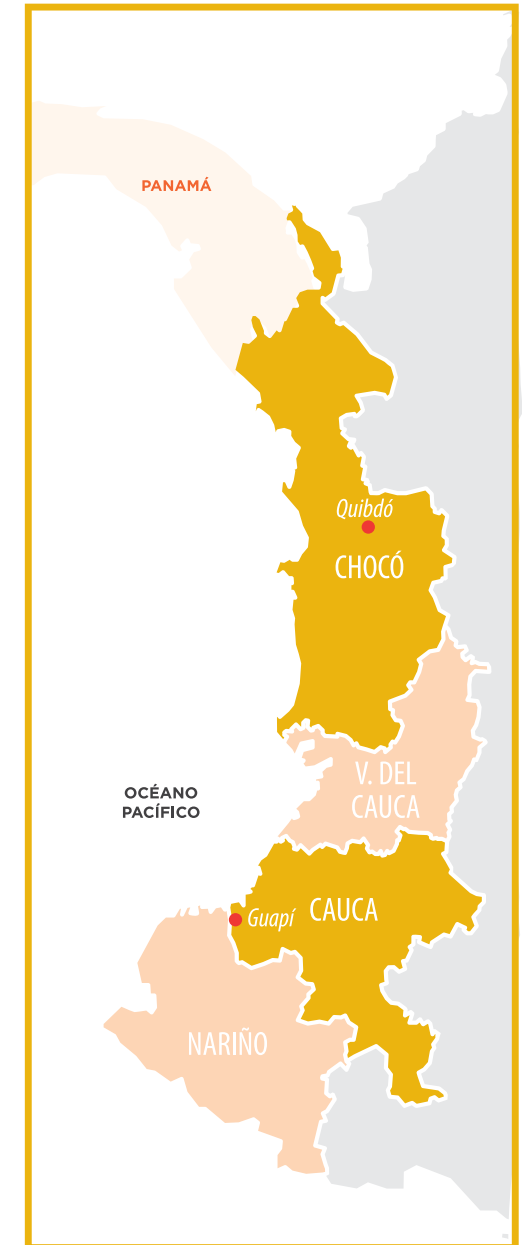 PANAMÁ
Quibdó
CHOCÓ
V. DEL
CAUCA
OCÉANO
PACÍFICO
CAUCA
Guapí
NARIÑO